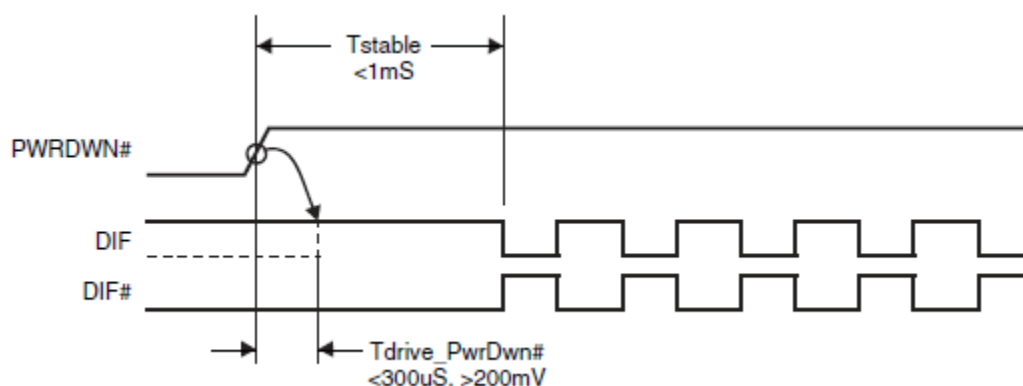 Tstable
<1mS
PWRDWN#
DIF
DIF#
Tdrive_PwrDwn#
<300uS, >200mV